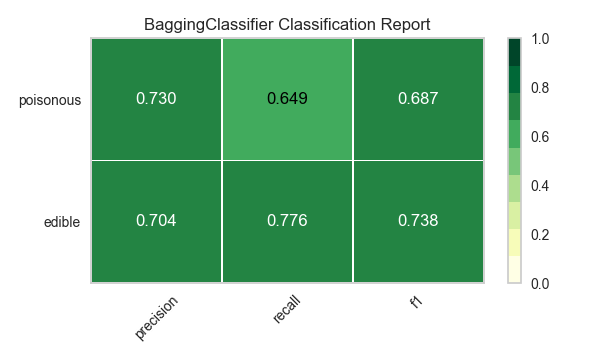 BaggingClassifier Classification Report
poisonous 0.730 0.649 0.687
edible 0.704 0.776 0.738
precision recall f1
1.0
0.8
0.6
0.4
0.2
0.0